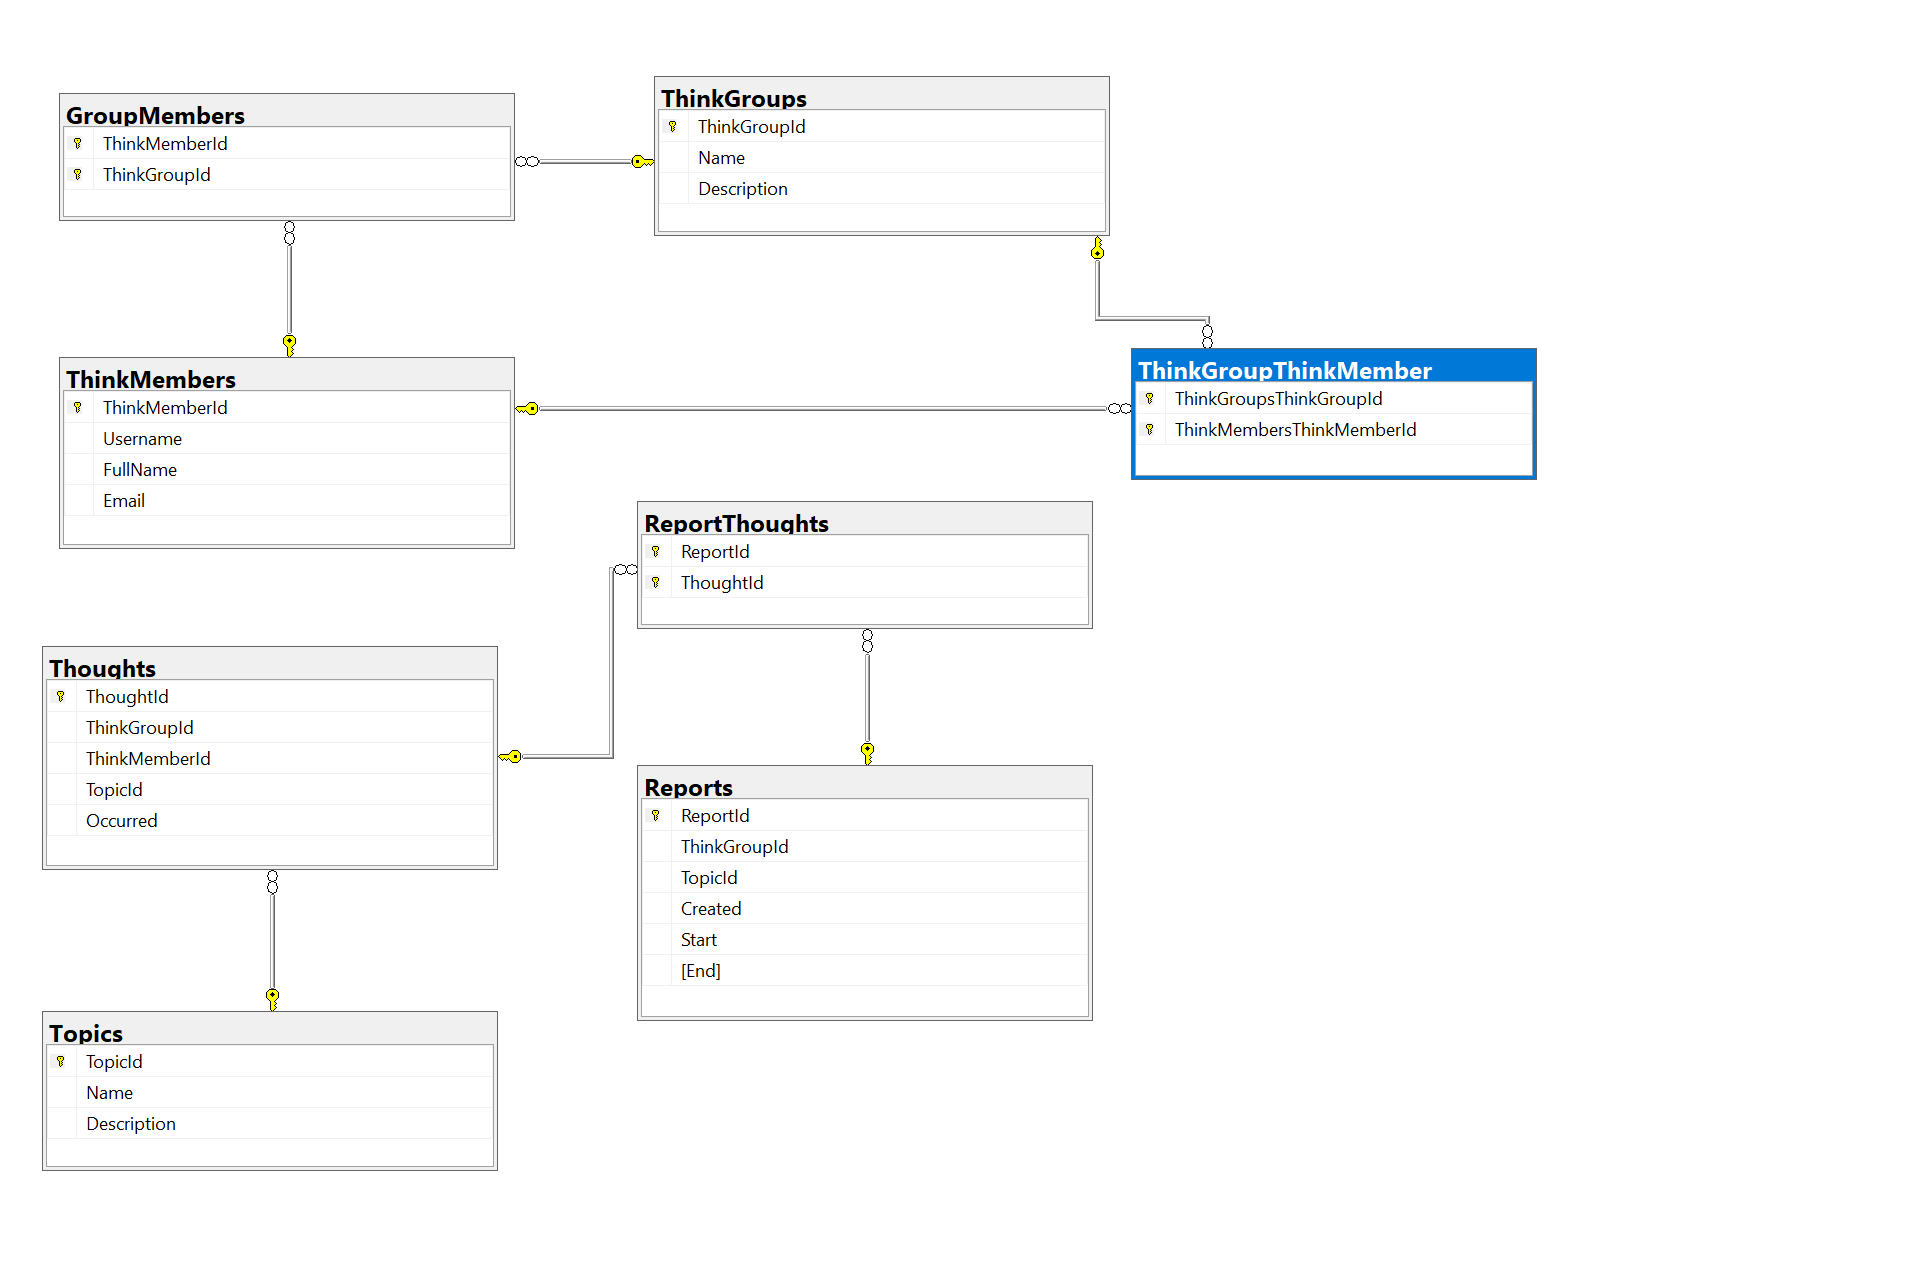 GroupMembers
ThinkMemberId
ThinkGroupId
ThinkGroups
ThinkGroupId
Name
Description
ThinkMembers
ThinkMemberId
Username
FullName
Email
ThinkGroupThinkMember
ThinkGroupsThinkGroupId
ThinkMembersThinkMemberId
ReportThoughts
ReportId
ThoughtId
Thoughts
ThoughtId
ThinkGroupId
ThinkMemberId
TopicId
Occurred
Reports
ReportId
ThinkGroupId
TopicId
Created
Start
[End]
Topics
TopicId
Name
Description